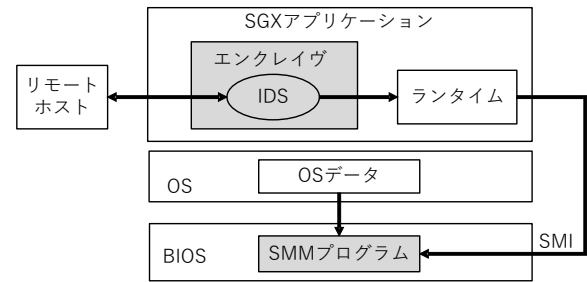 SGXアプリケーション
エンクレイヴ
リモート
ホスト
IDS
ランタイム
OSデータ
OS
SMI
SMMプログラム
BIOS